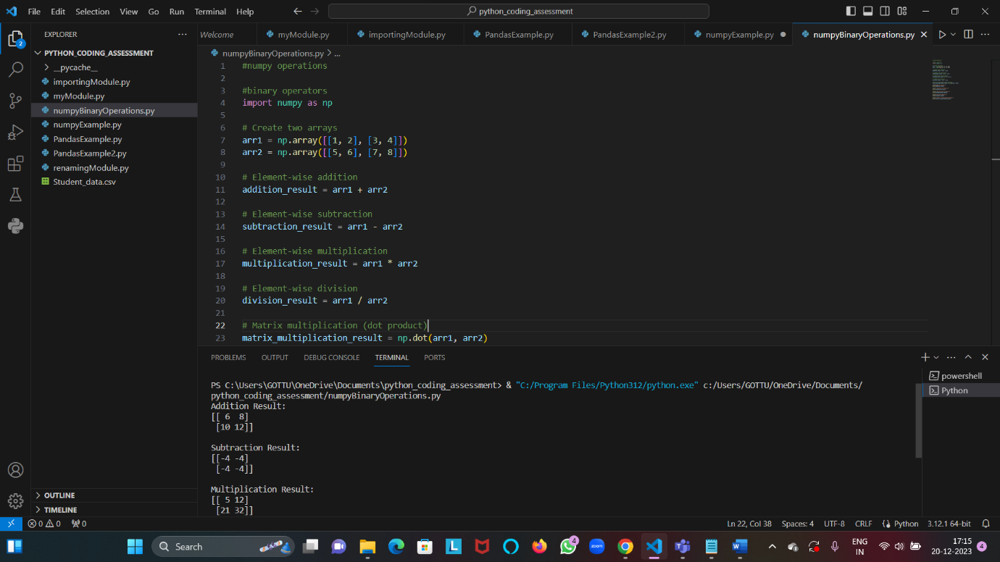 File Edit Selection View Go Run Terminal Help
python_coding_assessment
EXPLORER
Welcome
myModule.py
importingModule.py
PandasExample.py
PandasExample2.py
numpyExample.py
numpyBinaryOperations.py
2
PYTHON_CODING_ASSESSMENT
__pycache__
importingModule.py
myModule.py
numpyBinaryOperations.py
numpyExample.py
PandasExample.py
PandasExample2.py
renamingModule.py
Student_data.csv
OUTLINE
TIMELINE
numpyBinaryOperations.py > ...
1 #numpy operations
2
3 #binary operators
4 import numpy as np
5
6 # Create two arrays
7 arr1 = np.array([[1, 2], [3, 4]])
8 arr2 = np.array([[5, 6], [7, 8]])
9
10 # Element-wise addition
11 addition_result = arr1 + arr2
12
13 # Element-wise subtraction
14 subtraction_result = arr1 - arr2
15
16 # Element-wise multiplication
17 multiplication_result = arr1 * arr2
18
19 # Element-wise division
20 division_result = arr1 / arr2
21
22 # Matrix multiplication (dot product)
23 matrix_multiplication_result = np.dot(arr1, arr2)
PROBLEMS OUTPUT DEBUG CONSOLE TERMINAL PORTS
powershell
Python
PS C:\Users\GOTTU\OneDrive\Documents\python_coding_assessment> & "C:/Program Files/Python312/python.exe" c:/Users/GOTTU/OneDrive/Documents/
python_coding_assessment/numpyBinaryOperations.py
Addition Result:
[[ 6  8]
 [10 12]]
Subtraction Result:
[[-4 -4]
 [-4 -4]]
Multiplication Result:
[[ 5 12]
 [21 32]]
0 0 0
Ln 22, Col 38 Spaces: 4 UTF-8 CRLF Python 3.12.1 64-bit
Search
L
zoom
4
W
ENG
IN
17:15
20-12-2023
4